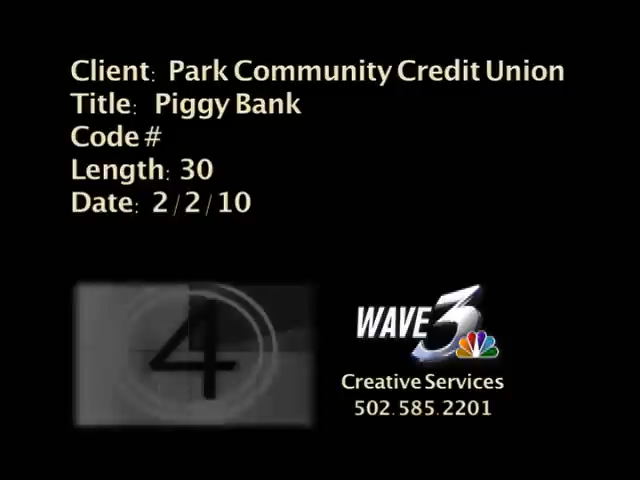 Client: Park Community Credit Union
Title: Piggy Bank
Code #
Length: 30
Date: 2/2/10
4
WAVE 3
Creative Services
502.585.2201